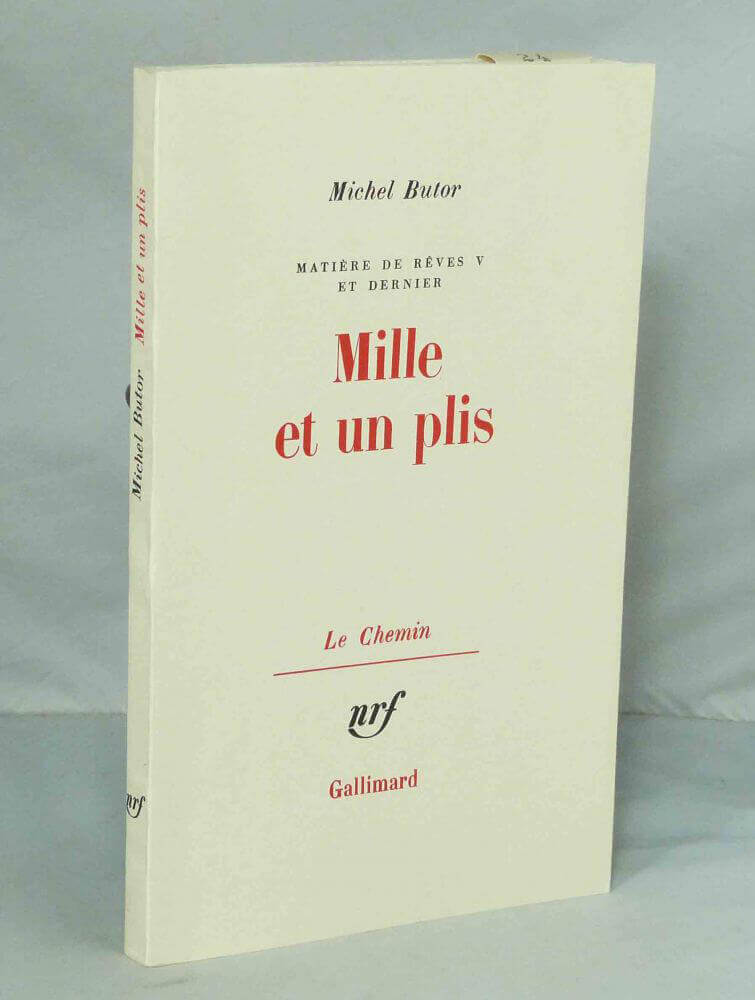 Michel Butor
MATIÈRE DE RÊVES V
ET DERNIER
Mille
et un plis
Le Chemin
nrf
Gallimard
Michel Butor Mille et un plis
nrf